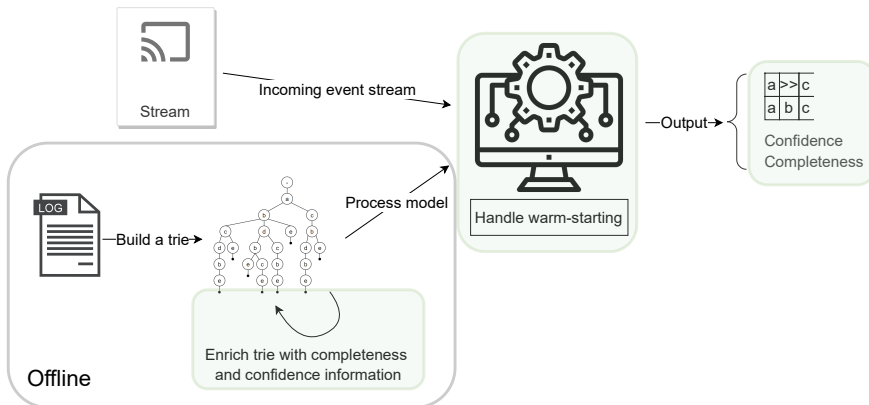 Stream
Incoming event stream
Handle warm-starting
Output
a >> c
a b c
Confidence
Completeness
LOG
Build a trie
-
a
b c
c d e b
d e b c d e
b e c b b
e e e e
Process model
Enrich trie with completeness
and confidence information
Offline